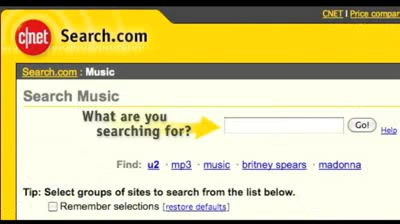 CNET | Price compar
c|net Search.com
Search.com : Music
Search Music
What are you
searching for?
Go!
Help
Find: u2 • mp3 • music • britney spears • madonna
Tip: Select groups of sites to search from the list below.
Remember selections [restore defaults]